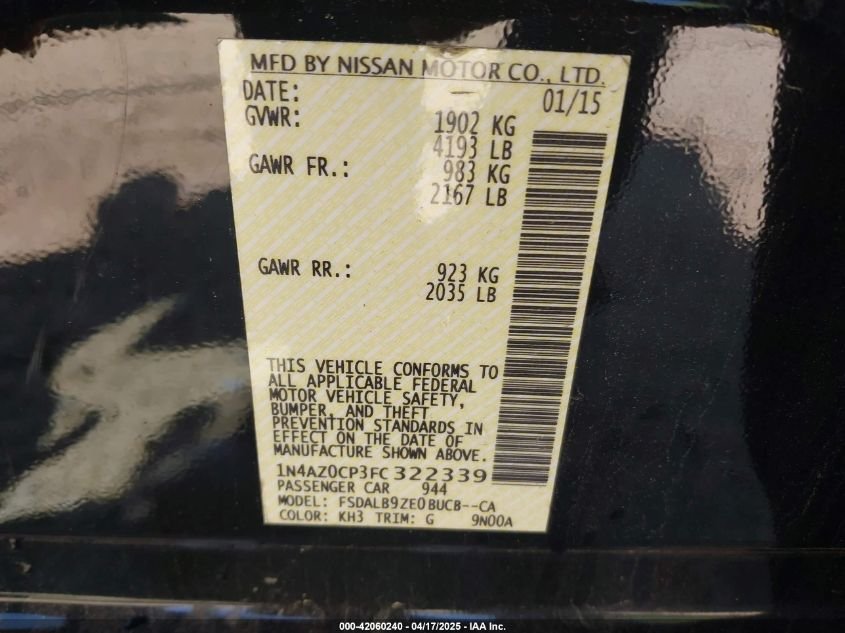 MFD BY NISSAN MOTOR CO., LTD.
DATE: 01/15
GVWR: 1902 KG
4193 LB
GAWR FR.: 983 KG
2167 LB
GAWR RR.: 923 KG
2035 LB
THIS VEHICLE CONFORMS TO
ALL APPLICABLE FEDERAL
MOTOR VEHICLE SAFETY,
BUMPER, AND THEFT
PREVENTION STANDARDS IN
EFFECT ON THE DATE OF
MANUFACTURE SHOWN ABOVE.
1N4AZ0CP3FC322339
PASSENGER CAR 944
MODEL: FSDALB9ZE0BUCB--CA
COLOR: KH3 TRIM: G 9N00A
000-42060240 - 04/17/2025 - IAA Inc.